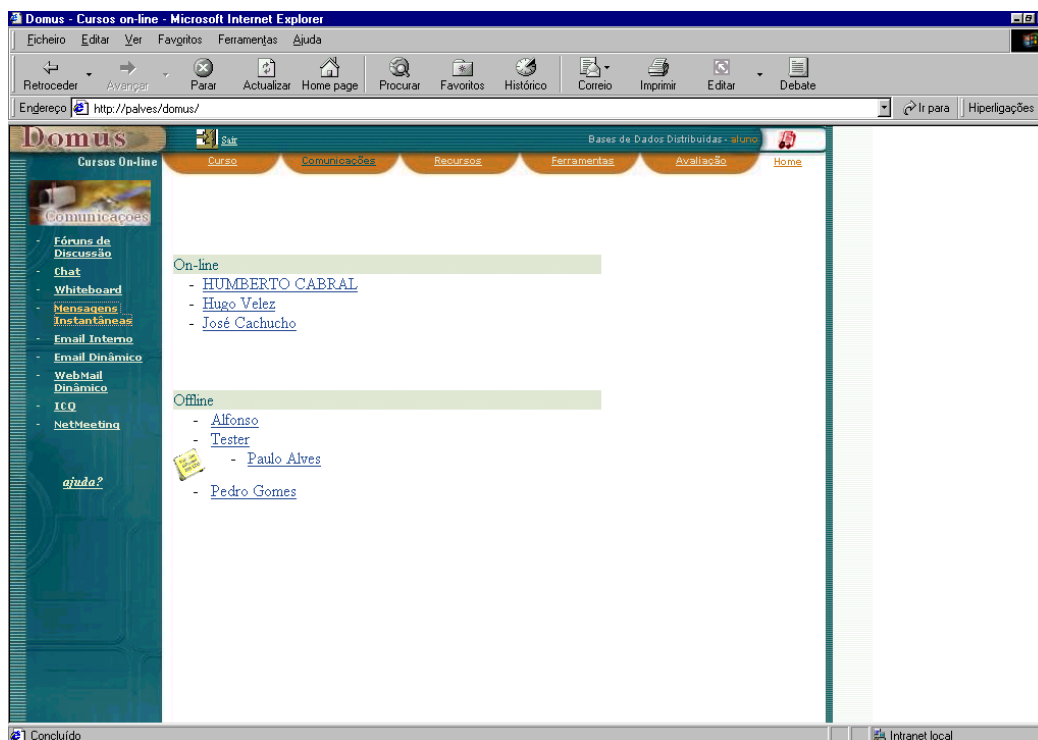 Domus - Cursos on-line - Microsoft Internet Explorer
Ficheiro Editar Ver Favoritos Ferramentas Ajuda
Retroceder Avançar Parar Actualizar Home page Procurar Favoritos Histórico Correio Imprimir Editar Debate
Endereço http://palves/domus/ Ir para Hiperligações
Domus Sair Bases de Dados Distribuidas - aluno
Cursos On-line Curso Comunicações Recursos Ferramentas Avaliação Home
Comunicações
- Fóruns de
Discussão
- Chat
- Whiteboard
- Mensagens
Instantâneas
- Email Interno
- Email Dinâmico
- WebMail
Dinâmico
- ICQ
- NetMeeting
ajuda?
On-line
- HUMBERTO CABRAL
- Hugo Velez
- José Cachucho
Offline
- Alfonso
- Tester
- Paulo Alves
- Pedro Gomes
Concluído Intranet local